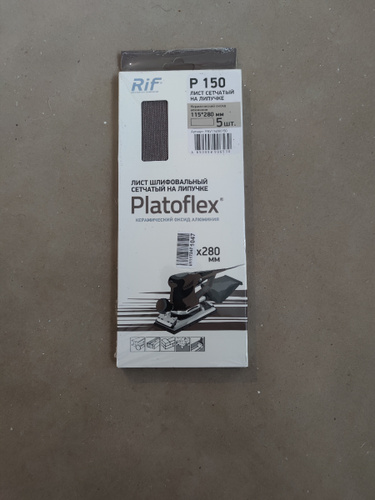 Rif
P 150
ЛИСТ СЕТЧАТЫЙ
НА ЛИПУЧКЕ
115*280 мм
5 шт.
ЛИСТ ШЛИФОВАЛЬНЫЙ
СЕТЧАТЫЙ НА ЛИПУЧКЕ
Platoflex®
КЕРАМИЧЕСКИЙ ОКСИД АЛЮМИНИЯ
x280
мм